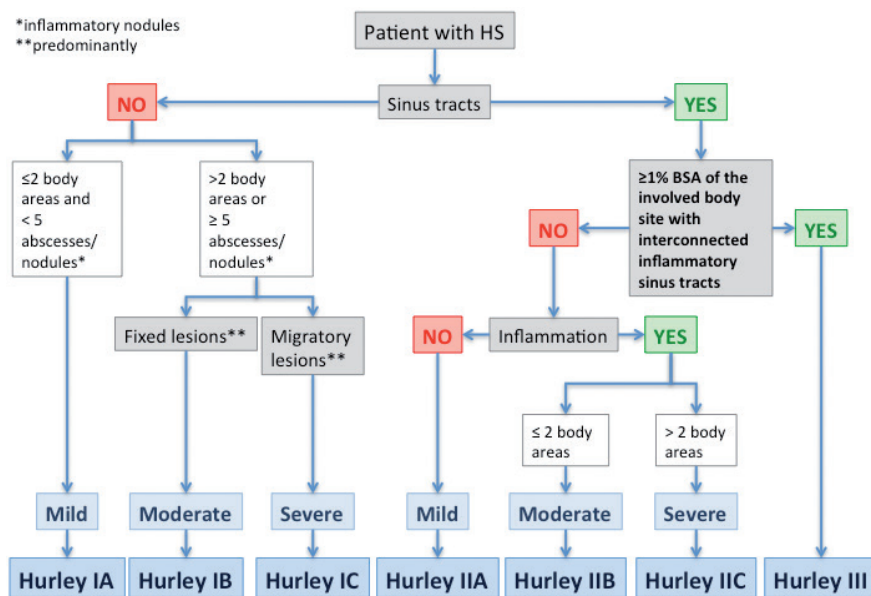 *inflammatory nodules
**predominantly
Patient with HS
NO
Sinus tracts
YES
≤2 body
areas and
< 5
abscesses/
nodules*
>2 body
areas or
≥ 5
abscesses/
nodules*
≥1% BSA of the
involved body
site with
interconnected
inflammatory
sinus tracts
NO
YES
Fixed lesions**
Migratory
lesions**
NO
Inflammation
YES
≤ 2 body
areas
> 2 body
areas
Mild
Moderate
Severe
Mild
Moderate
Severe
Hurley IA
Hurley IB
Hurley IC
Hurley IIA
Hurley IIB
Hurley IIC
Hurley III